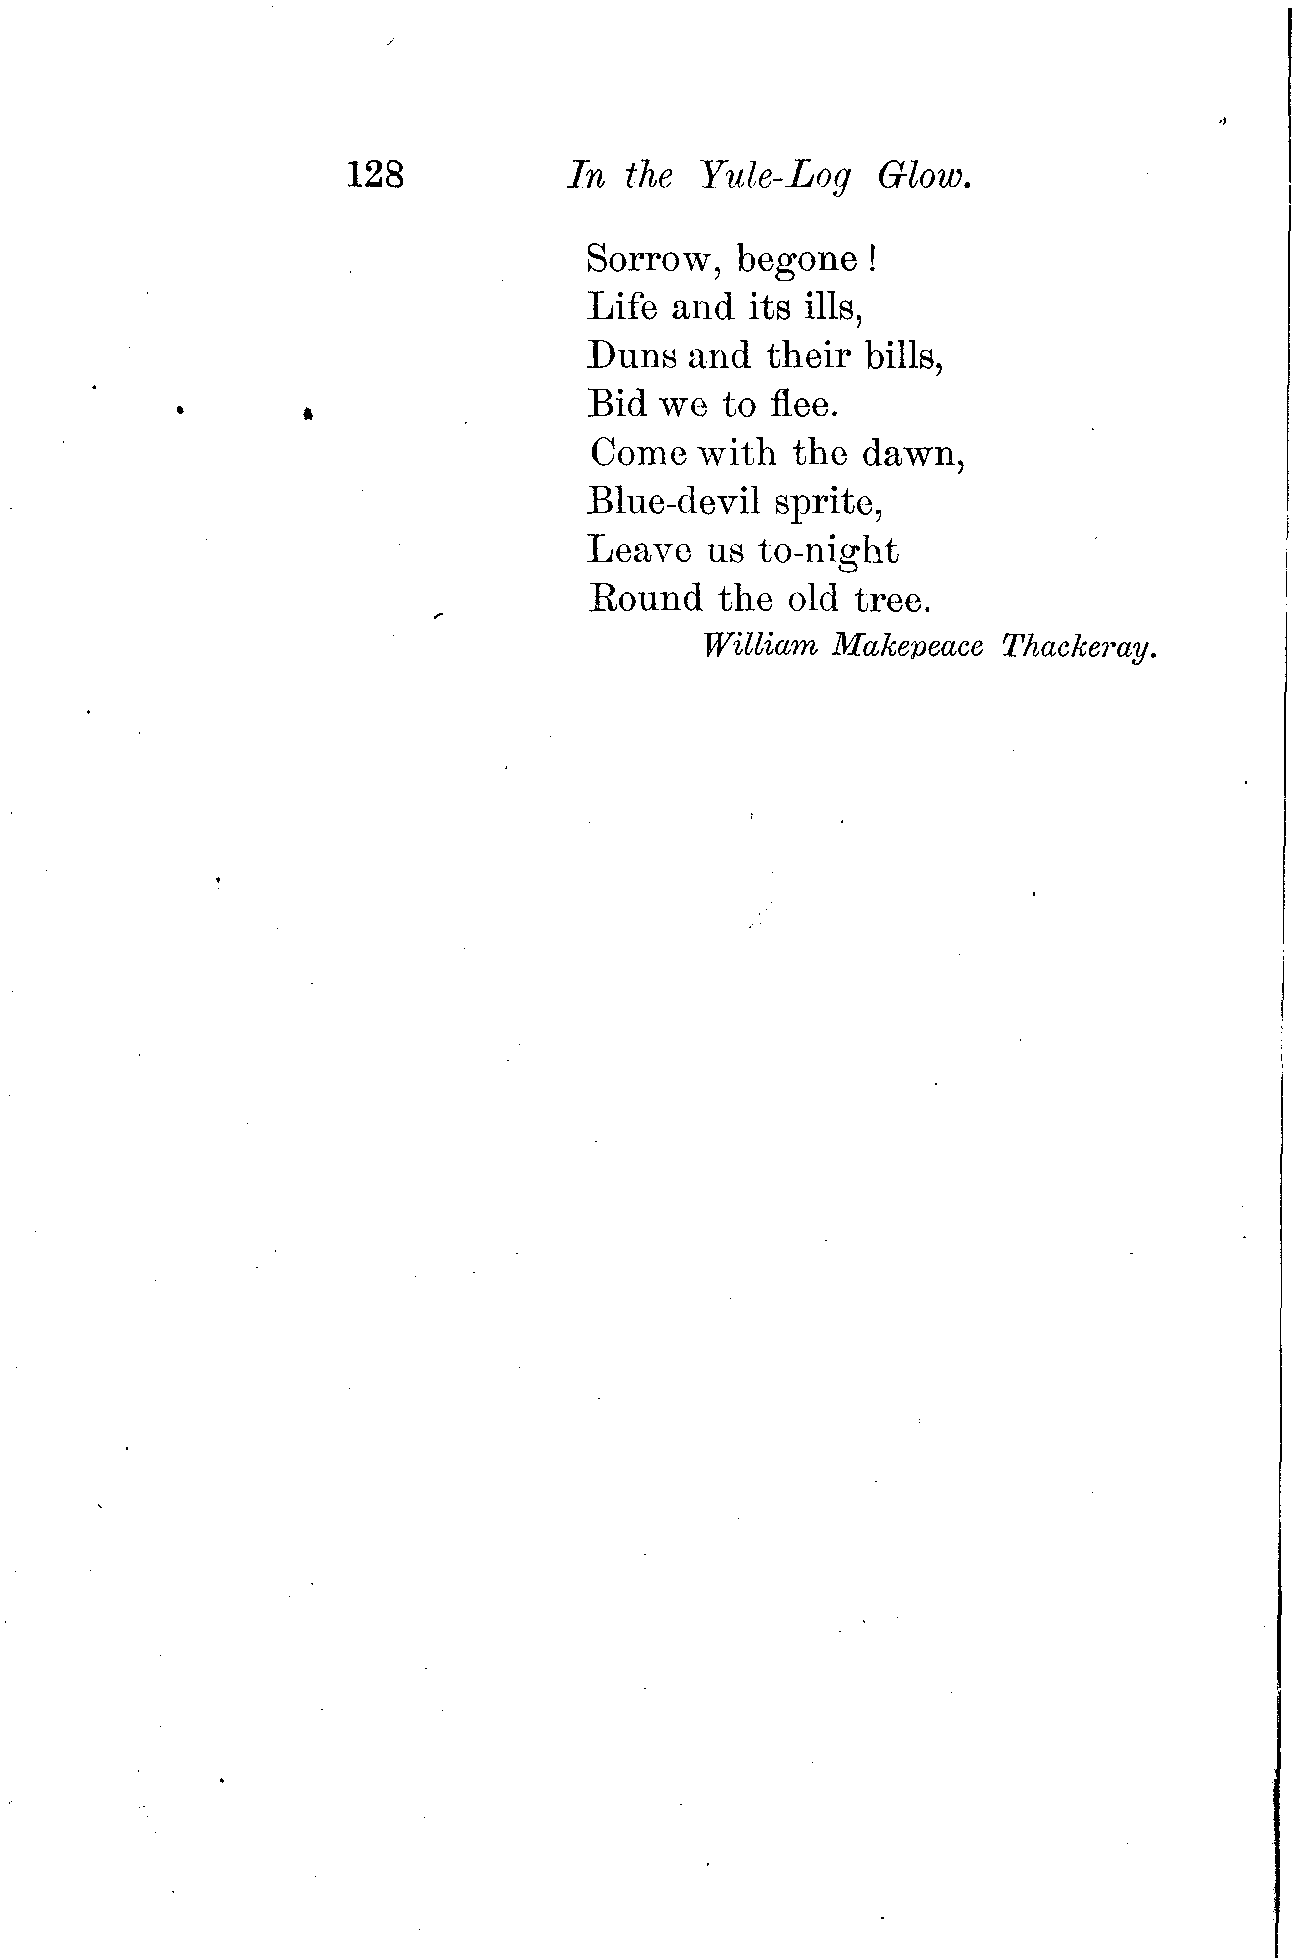 128 In the Yule-Log Glow.
Sorrow, begone !
Life and its ills,
Duns and their bills,
Bid we to flee.
Come with the dawn,
Blue-devil sprite,
Leave us to-night
Round the old tree.
William Makepeace Thackeray.